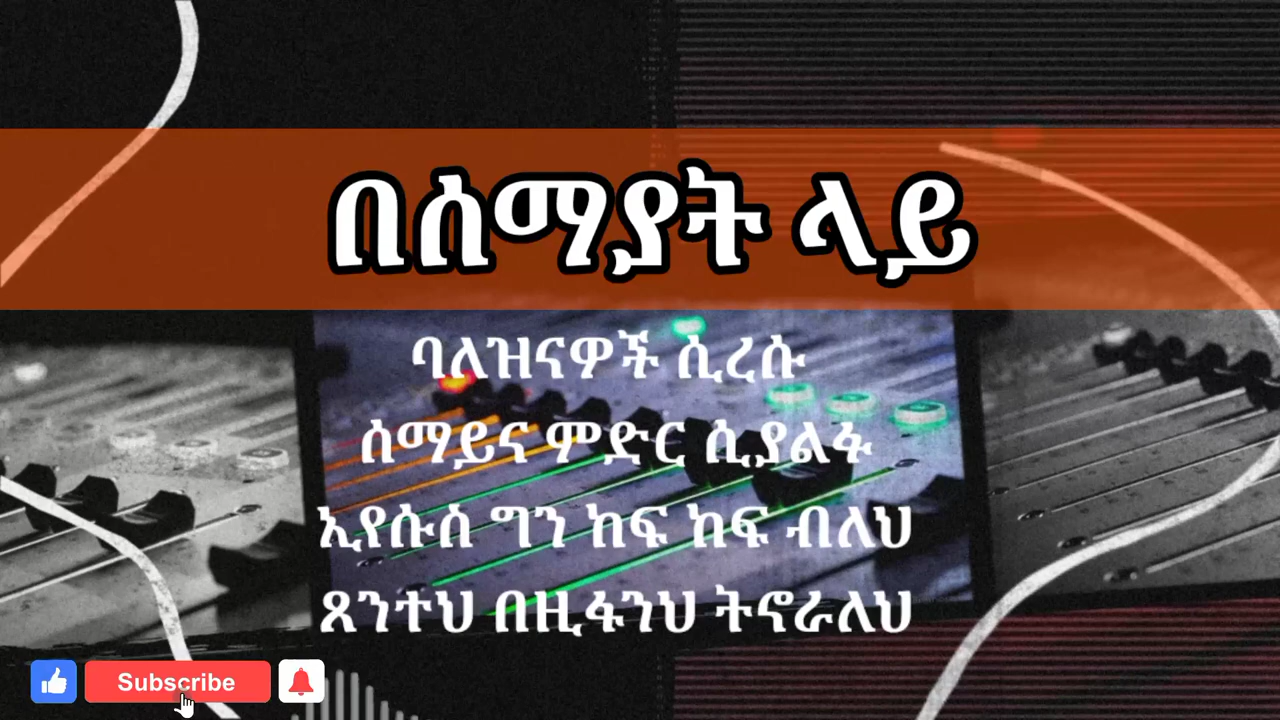 በሰማያት ላይ
ባለዝናዎች ሲረሱ
ሰማይና ምድር ሲያልፉ
ኢየሱስ ግን ከፍ ከፍ ብለህ
ጸንተህ በዚፋንህ ትኖራለህ
Subscribe